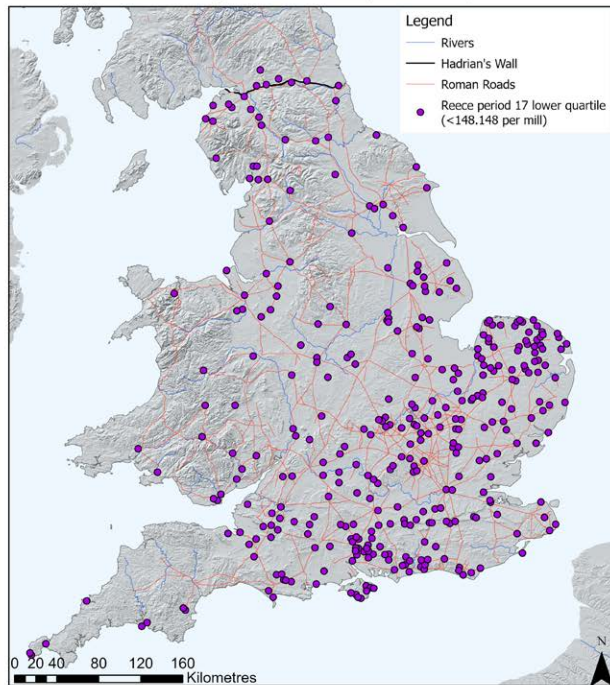 Legend
Rivers
Hadrian's Wall
Roman Roads
Reece period 17 lower quartile
(<148.148 per mill)
N
0 20 40 80 120 160
Kilometres